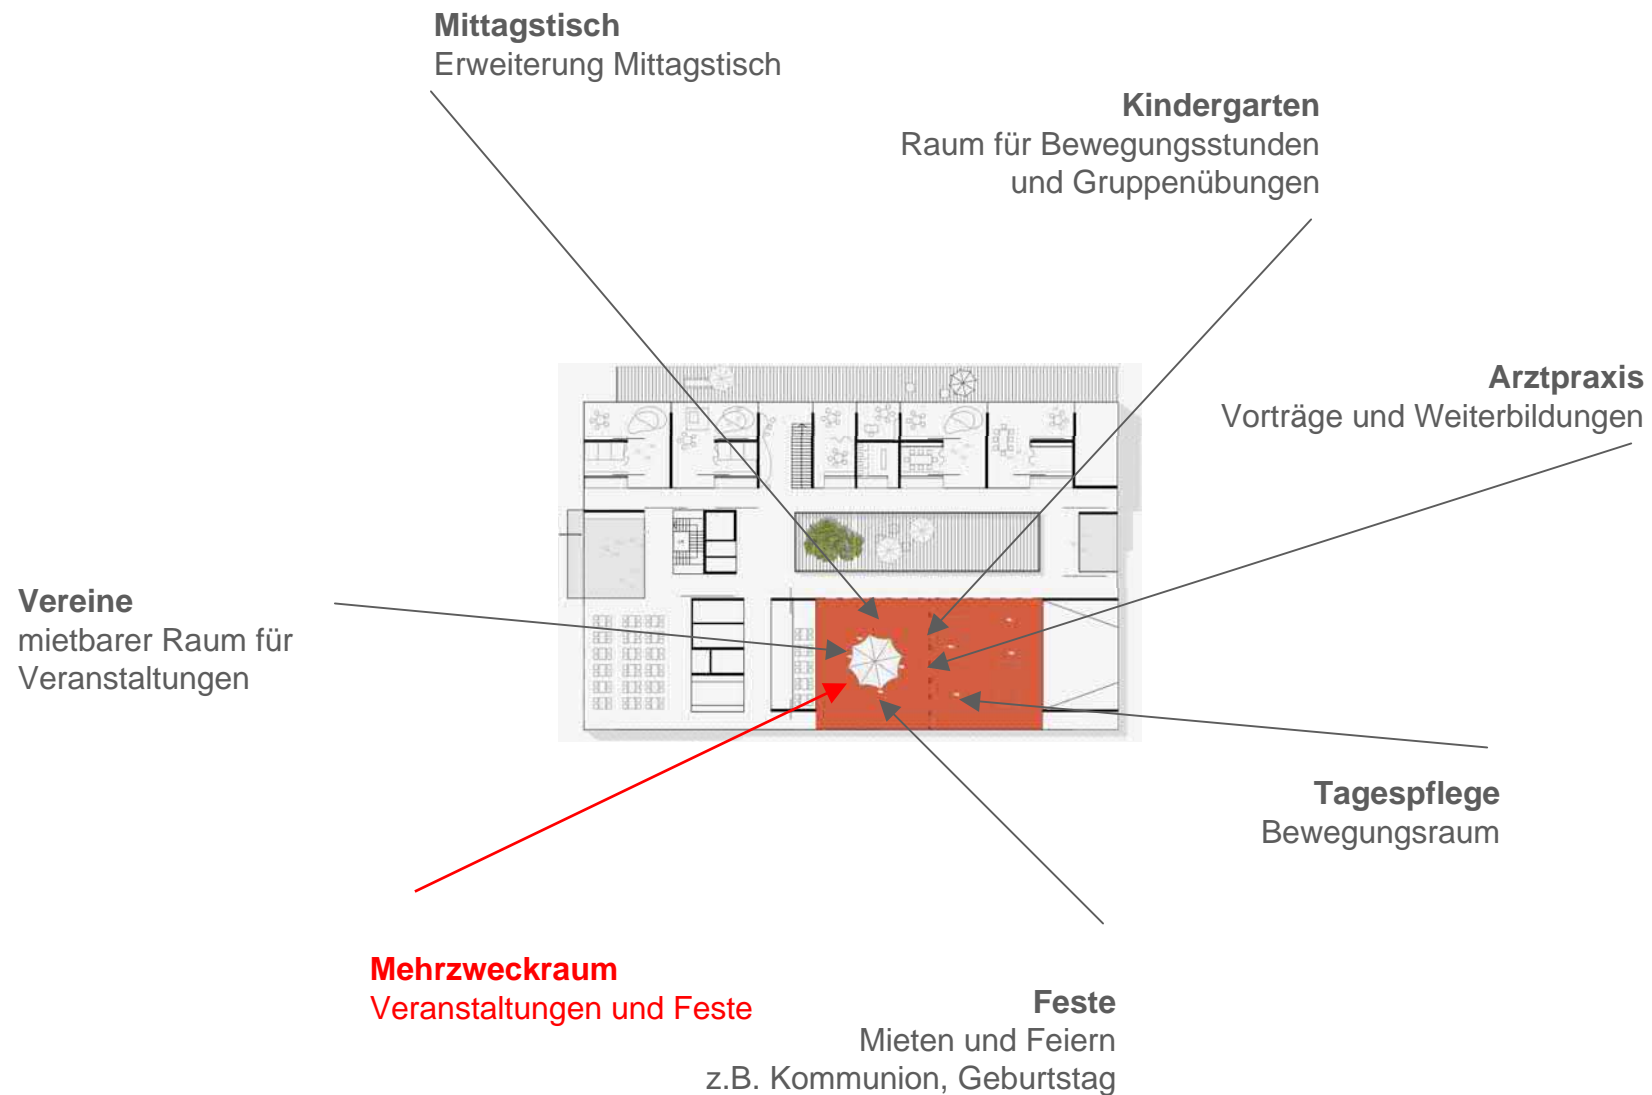 Mittagstisch
Erweiterung Mittagstisch
Kindergarten
Raum für Bewegungsstunden
und Gruppenübungen
Arztpraxis
Vorträge und Weiterbildungen
Vereine
mietbarer Raum für
Veranstaltungen
Tagespflege
Bewegungsraum
Mehrzweckraum
Veranstaltungen und Feste
Feste
Mieten und Feiern
z.B. Kommunion, Geburtstag